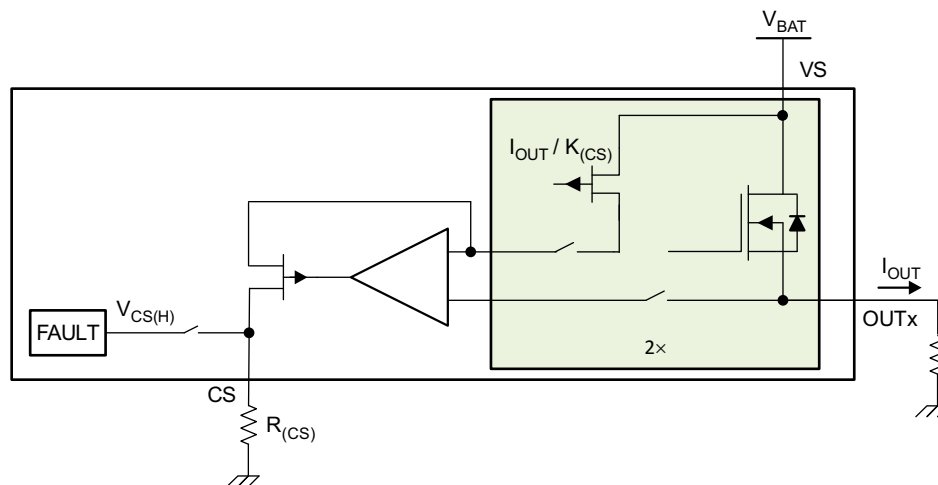 V_BAT
VS
I_OUT / K_(CS)
I_OUT
V_CS(H)
FAULT
OUTx
2×
CS
R_(CS)